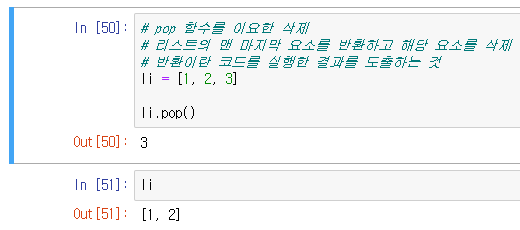 In [50]: # pop 함수를 이요한 삭제
# 리스트의 맨 마지막 요소를 반환하고 해당 요소를 삭제
# 반환이란 코드를 실행한 결과를 도출하는 것
li = [1, 2, 3]
li.pop()
Out[50]: 3
In [51]: li
Out[51]: [1, 2]